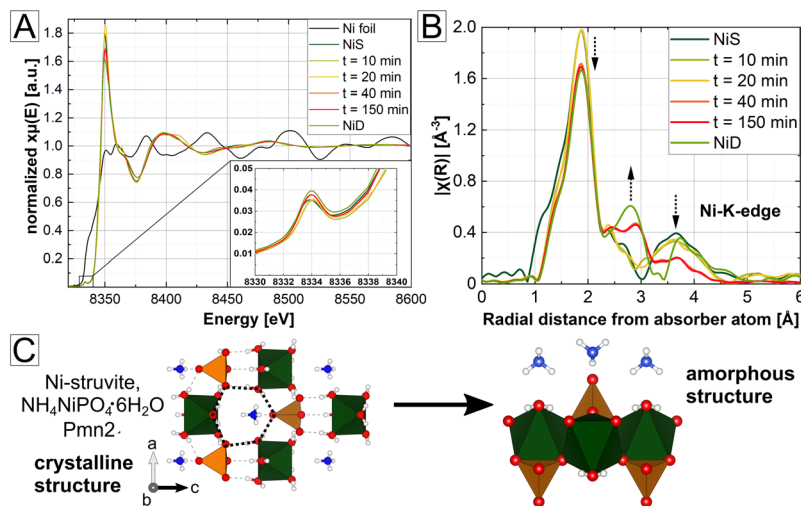 A
normalized xμ(E) [a.u.]
1.8
1.6
1.4
1.2
1.0
0.8
0.6
0.4
0.2
Ni foil
NiS
t = 10 min
t = 20 min
t = 40 min
t = 150 min
NiD
0.05
0.04
0.03
0.02
0.01
8330 8332 8334 8336 8338 8340
8350 8400 8450 8500 8550 8600
Energy [eV]
B
|χ(R)| [Å-3]
2.0
1.6
1.2
0.8
0.4
0.0
NiS
t = 10 min
t = 20 min
t = 40 min
t = 150 min
NiD
Ni-K-edge
0 1 2 3 4 5 6
Radial distance from absorber atom [Å]
C
Ni-struvite,
NH4NiPO4·6H2O
Pmn2
crystalline
structure
a
b
c
amorphous
structure